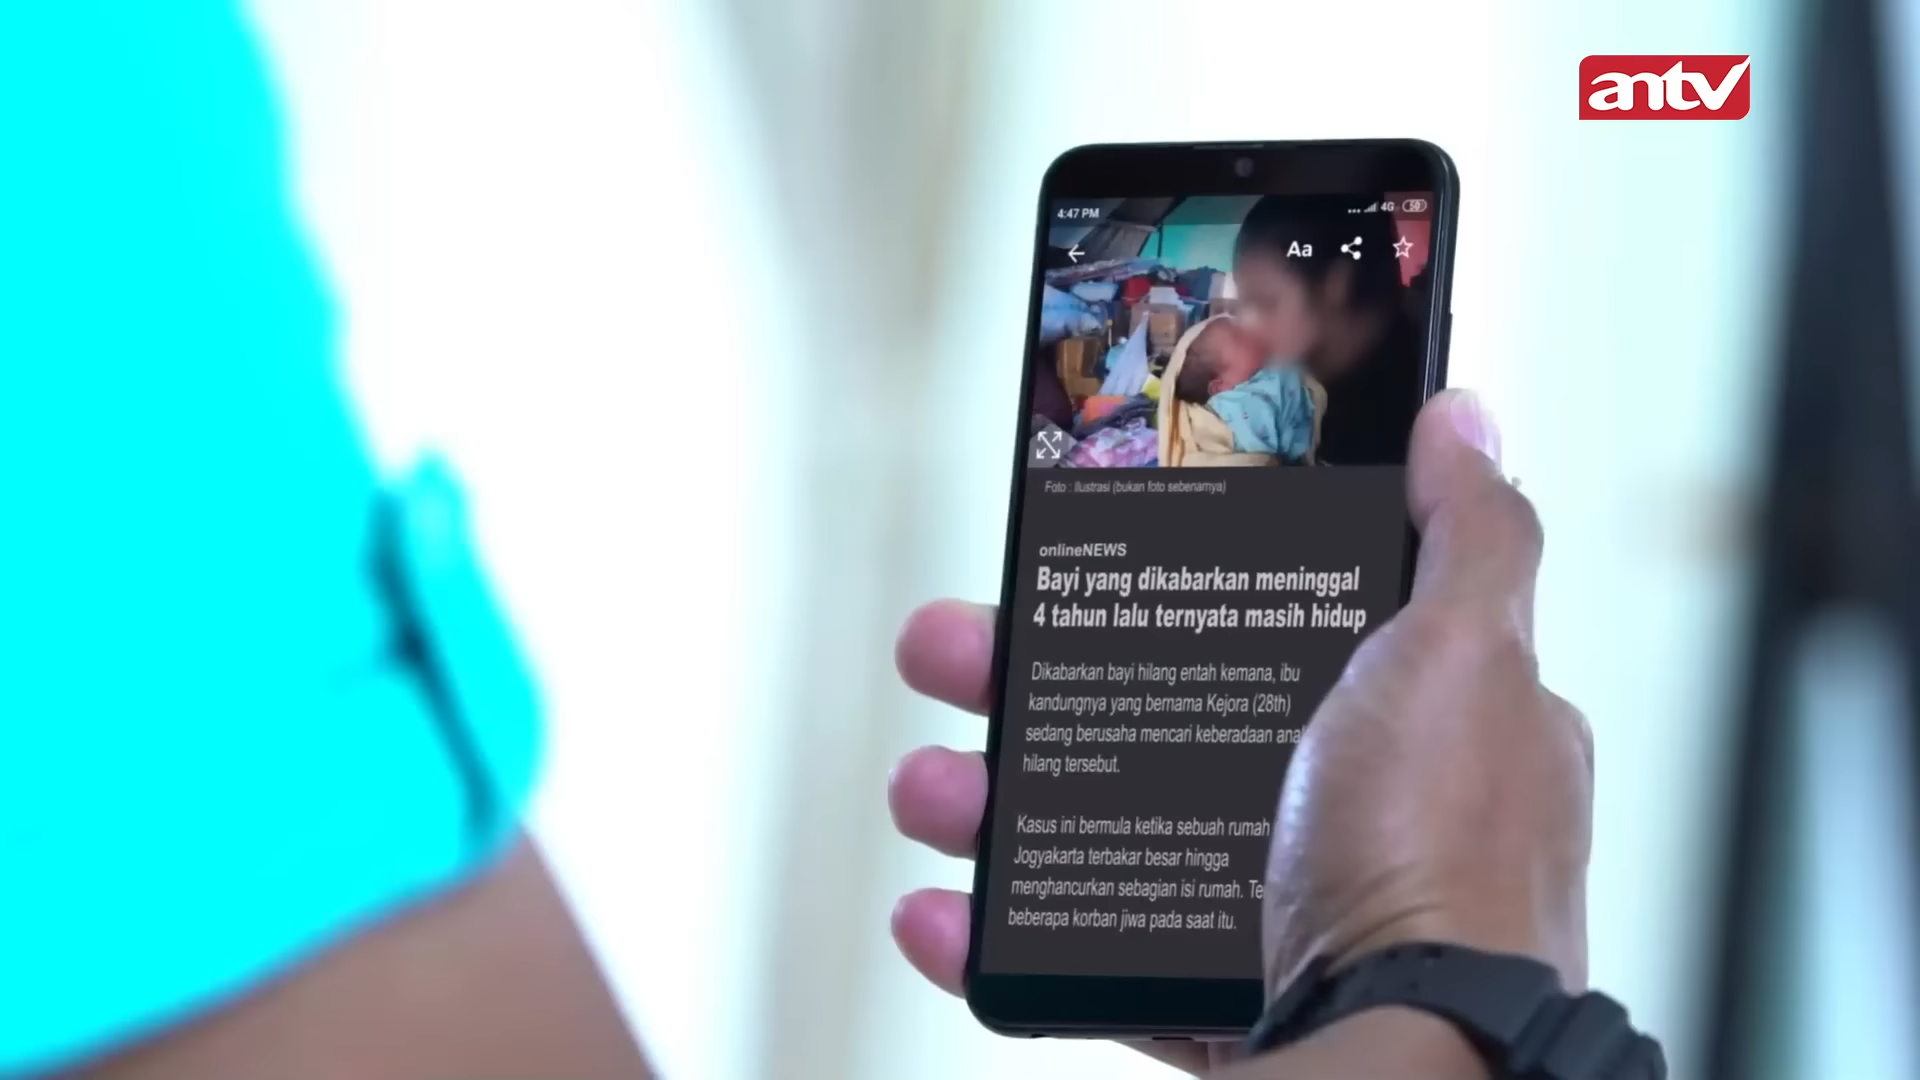 antv
4:47 PM
4G 50
Aa
Foto : Ilustrasi (bukan foto sebenarnya)
onlineNEWS
Bayi yang dikabarkan meninggal
4 tahun lalu ternyata masih hidup
Dikabarkan bayi hilang entah kemana, ibu
kandungnya yang bernama Kejora (28th)
sedang berusaha mencari keberadaan
hilang tersebut.
Kasus ini bermula ketika sebuah rumah
Jogyakarta terbakar besar hingga
menghancurkan sebagian isi rumah.
beberapa korban jiwa pada saat itu.